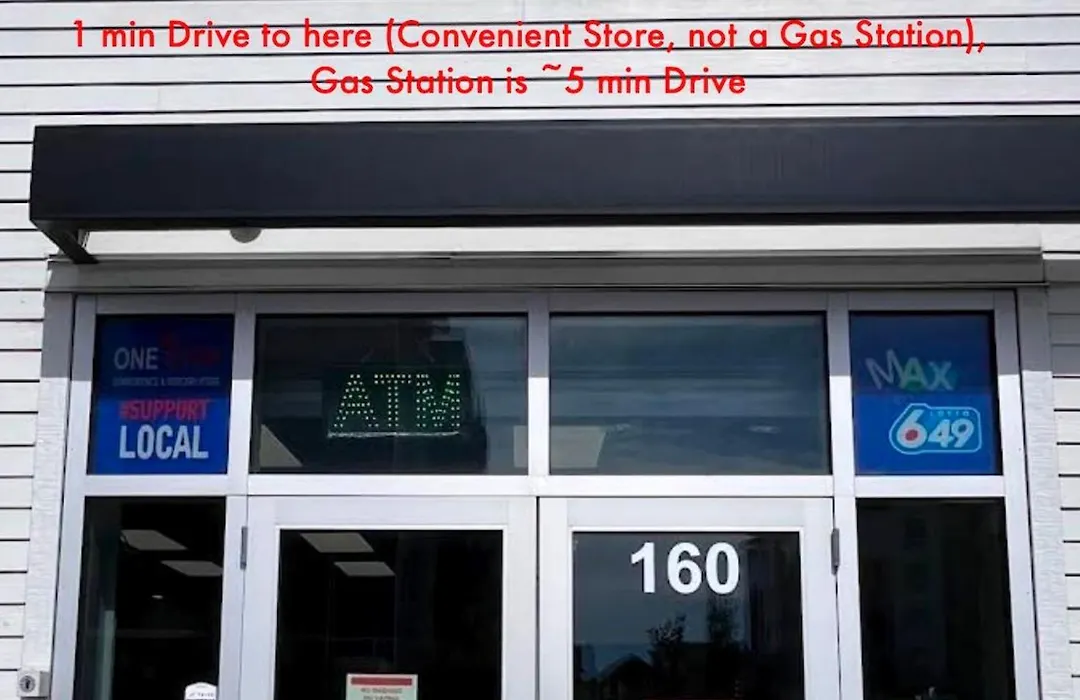 1 min Drive to here (Convenient Store, not a Gas Station),
Gas Station is ~5 min Drive
ONE
#SUPPORT
LOCAL
ATM
MAX
LOTTO
649
160